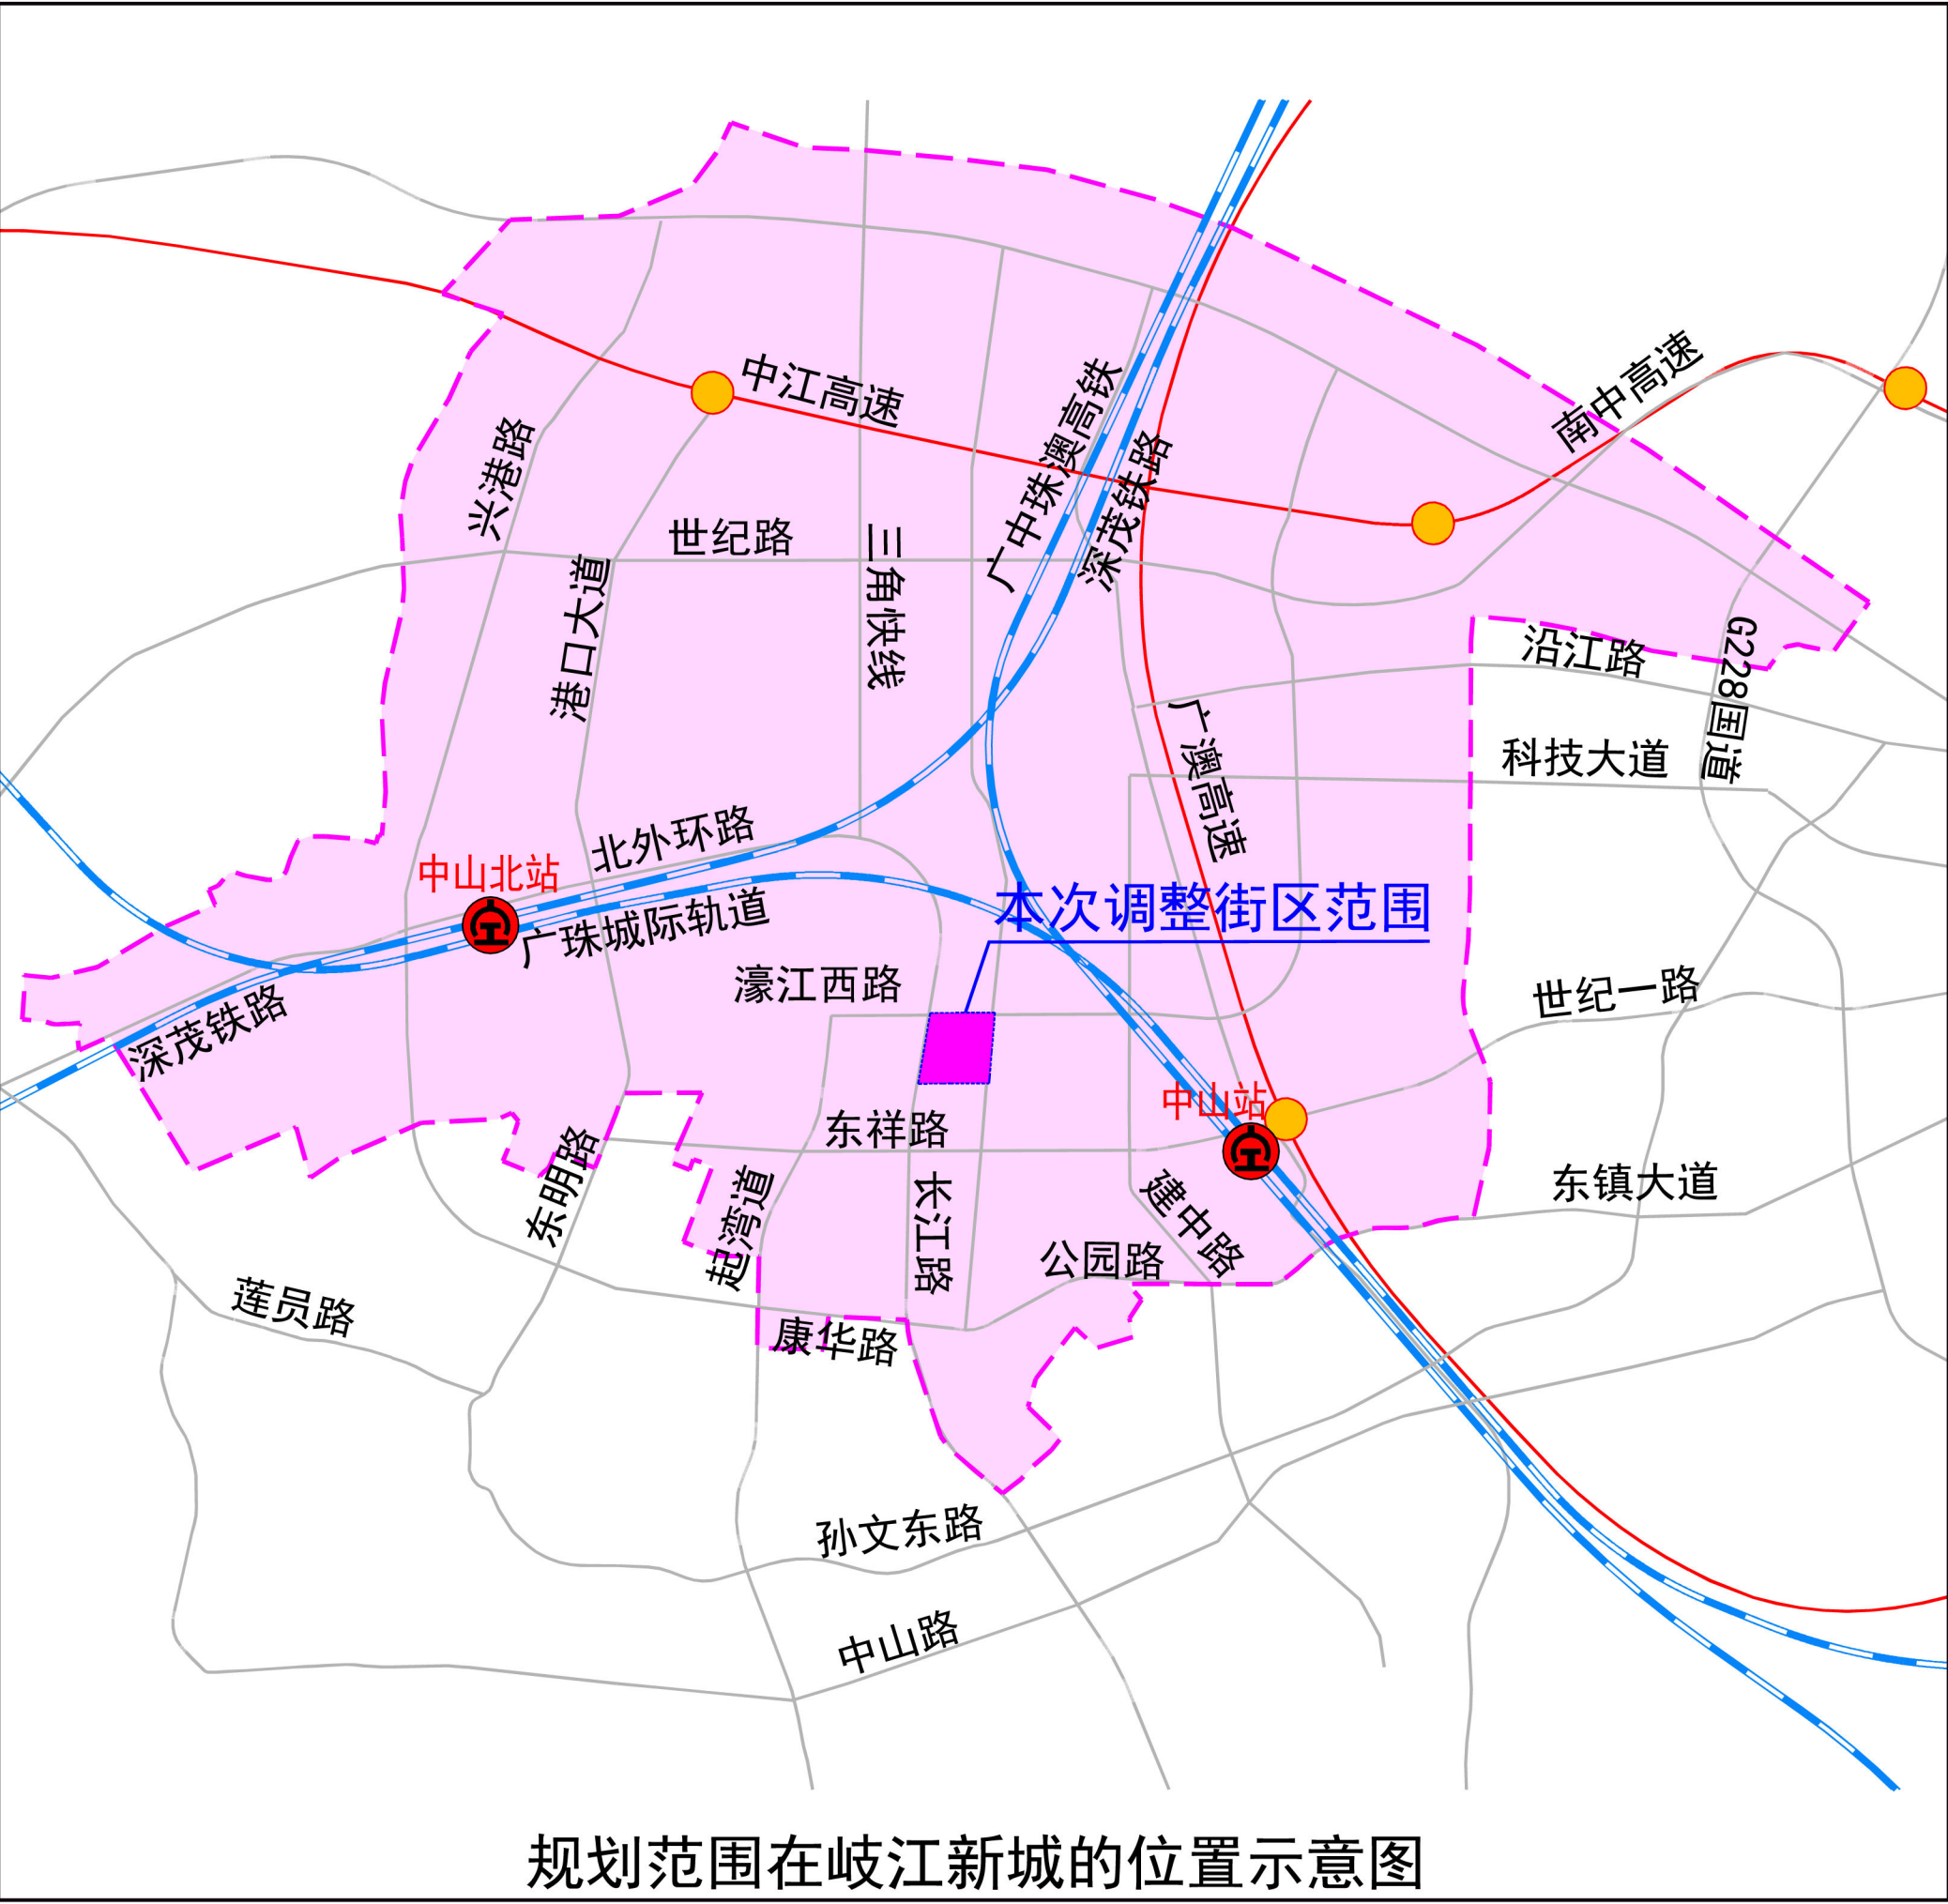 中江高速
南中高速
广中珠澳高铁
深茂铁路
兴港路
世纪路
三角快线
港口大道
沿江路
G228国道
科技大道
广澳高速
北外环路
中山北站
广珠城际轨道
本次调整街区范围
濠江西路
世纪一路
深茂铁路
中山站
东祥路
东明路
起湾道
长江路
建中路
东镇大道
公园路
莲员路
康华路
孙文东路
中山路
规划范围在岐江新城的位置示意图